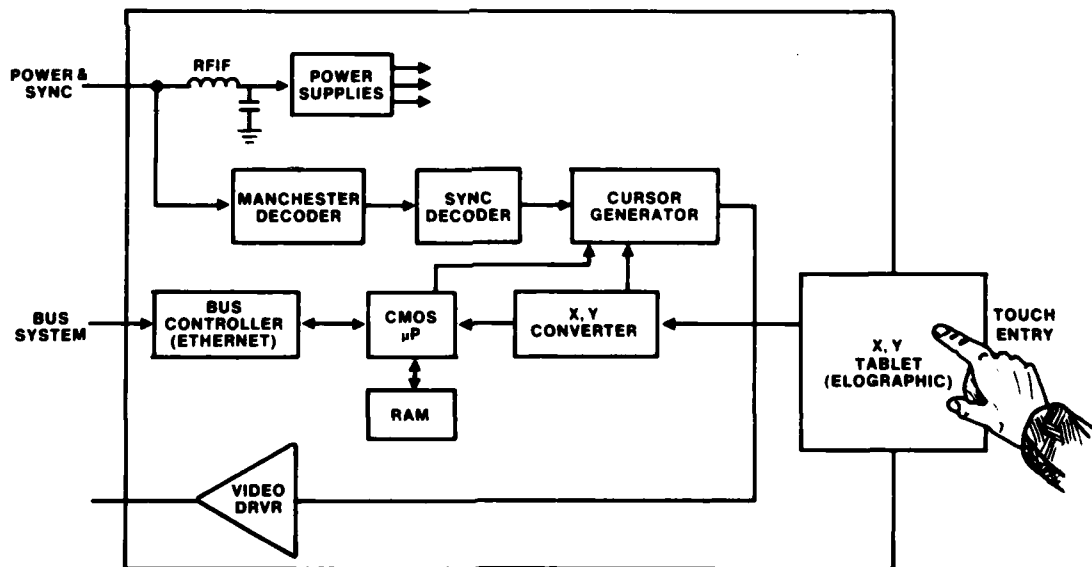 POWER &
SYNC
RFIF
POWER
SUPPLIES
MANCHESTER
DECODER
SYNC
DECODER
CURSOR
GENERATOR
BUS
SYSTEM
BUS
CONTROLLER
(ETHERNET)
CMOS
μP
X, Y
CONVERTER
RAM
X, Y
TABLET
(ELOGRAPHIC)
TOUCH
ENTRY
VIDEO
DRVR